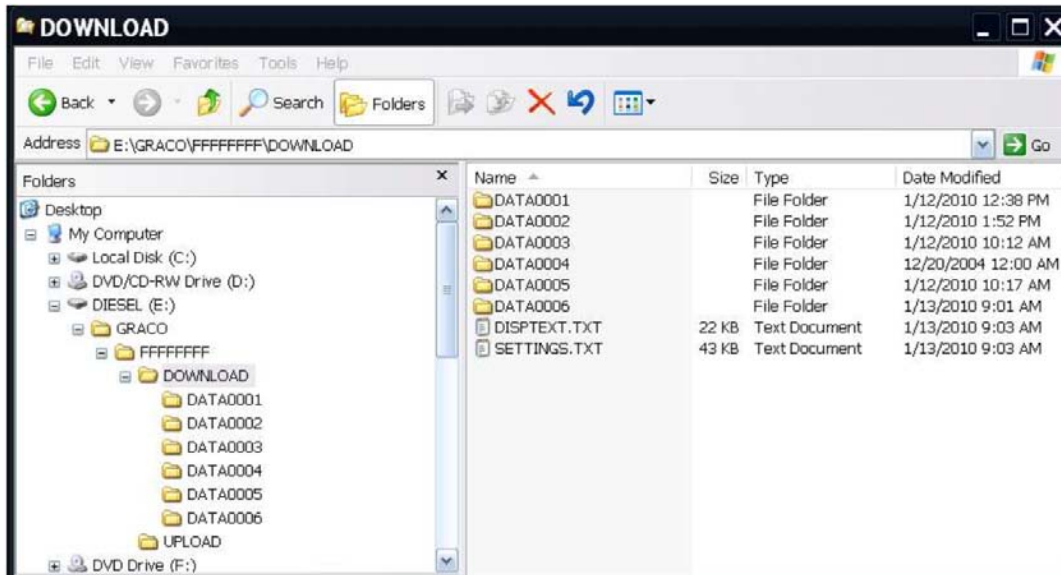 DOWNLOAD
File Edit View Favorites Tools Help
Back Search Folders
Address E:\GRACO\FFFFFFFF\DOWNLOAD Go
Folders x
Desktop
My Computer
Local Disk (C:)
DVD/CD-RW Drive (D:)
DIESEL (E:)
GRACO
FFFFFFFF
DOWNLOAD
DATA0001
DATA0002
DATA0003
DATA0004
DATA0005
DATA0006
UPLOAD
DVD Drive (F:)
Name Size Type Date Modified
DATA0001 File Folder 1/12/2010 12:38 PM
DATA0002 File Folder 1/12/2010 1:52 PM
DATA0003 File Folder 1/12/2010 10:12 AM
DATA0004 File Folder 12/20/2004 12:00 AM
DATA0005 File Folder 1/12/2010 10:17 AM
DATA0006 File Folder 1/13/2010 9:01 AM
DISPTEXT.TXT 22 KB Text Document 1/13/2010 9:03 AM
SETTINGS.TXT 43 KB Text Document 1/13/2010 9:03 AM